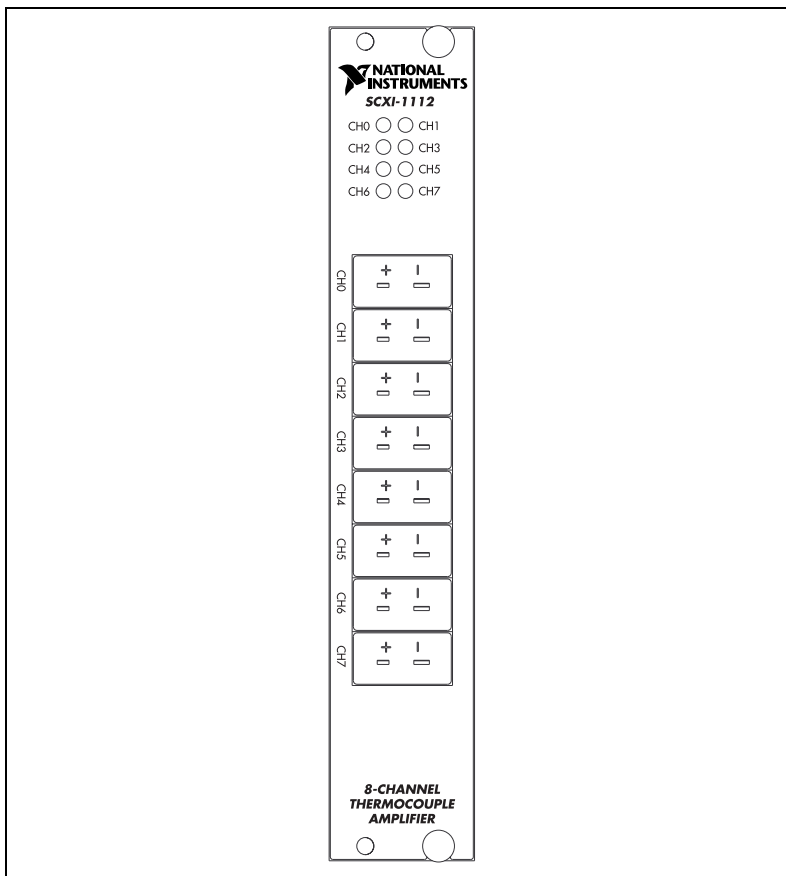 NATIONAL
INSTRUMENTS
SCXI-1112
CH0 CH1
CH2 CH3
CH4 CH5
CH6 CH7
CH0
+ -
CH1
+ -
CH2
+ -
CH3
+ -
CH4
+ -
CH5
+ -
CH6
+ -
CH7
+ -
8-CHANNEL
THERMOCOUPLE
AMPLIFIER